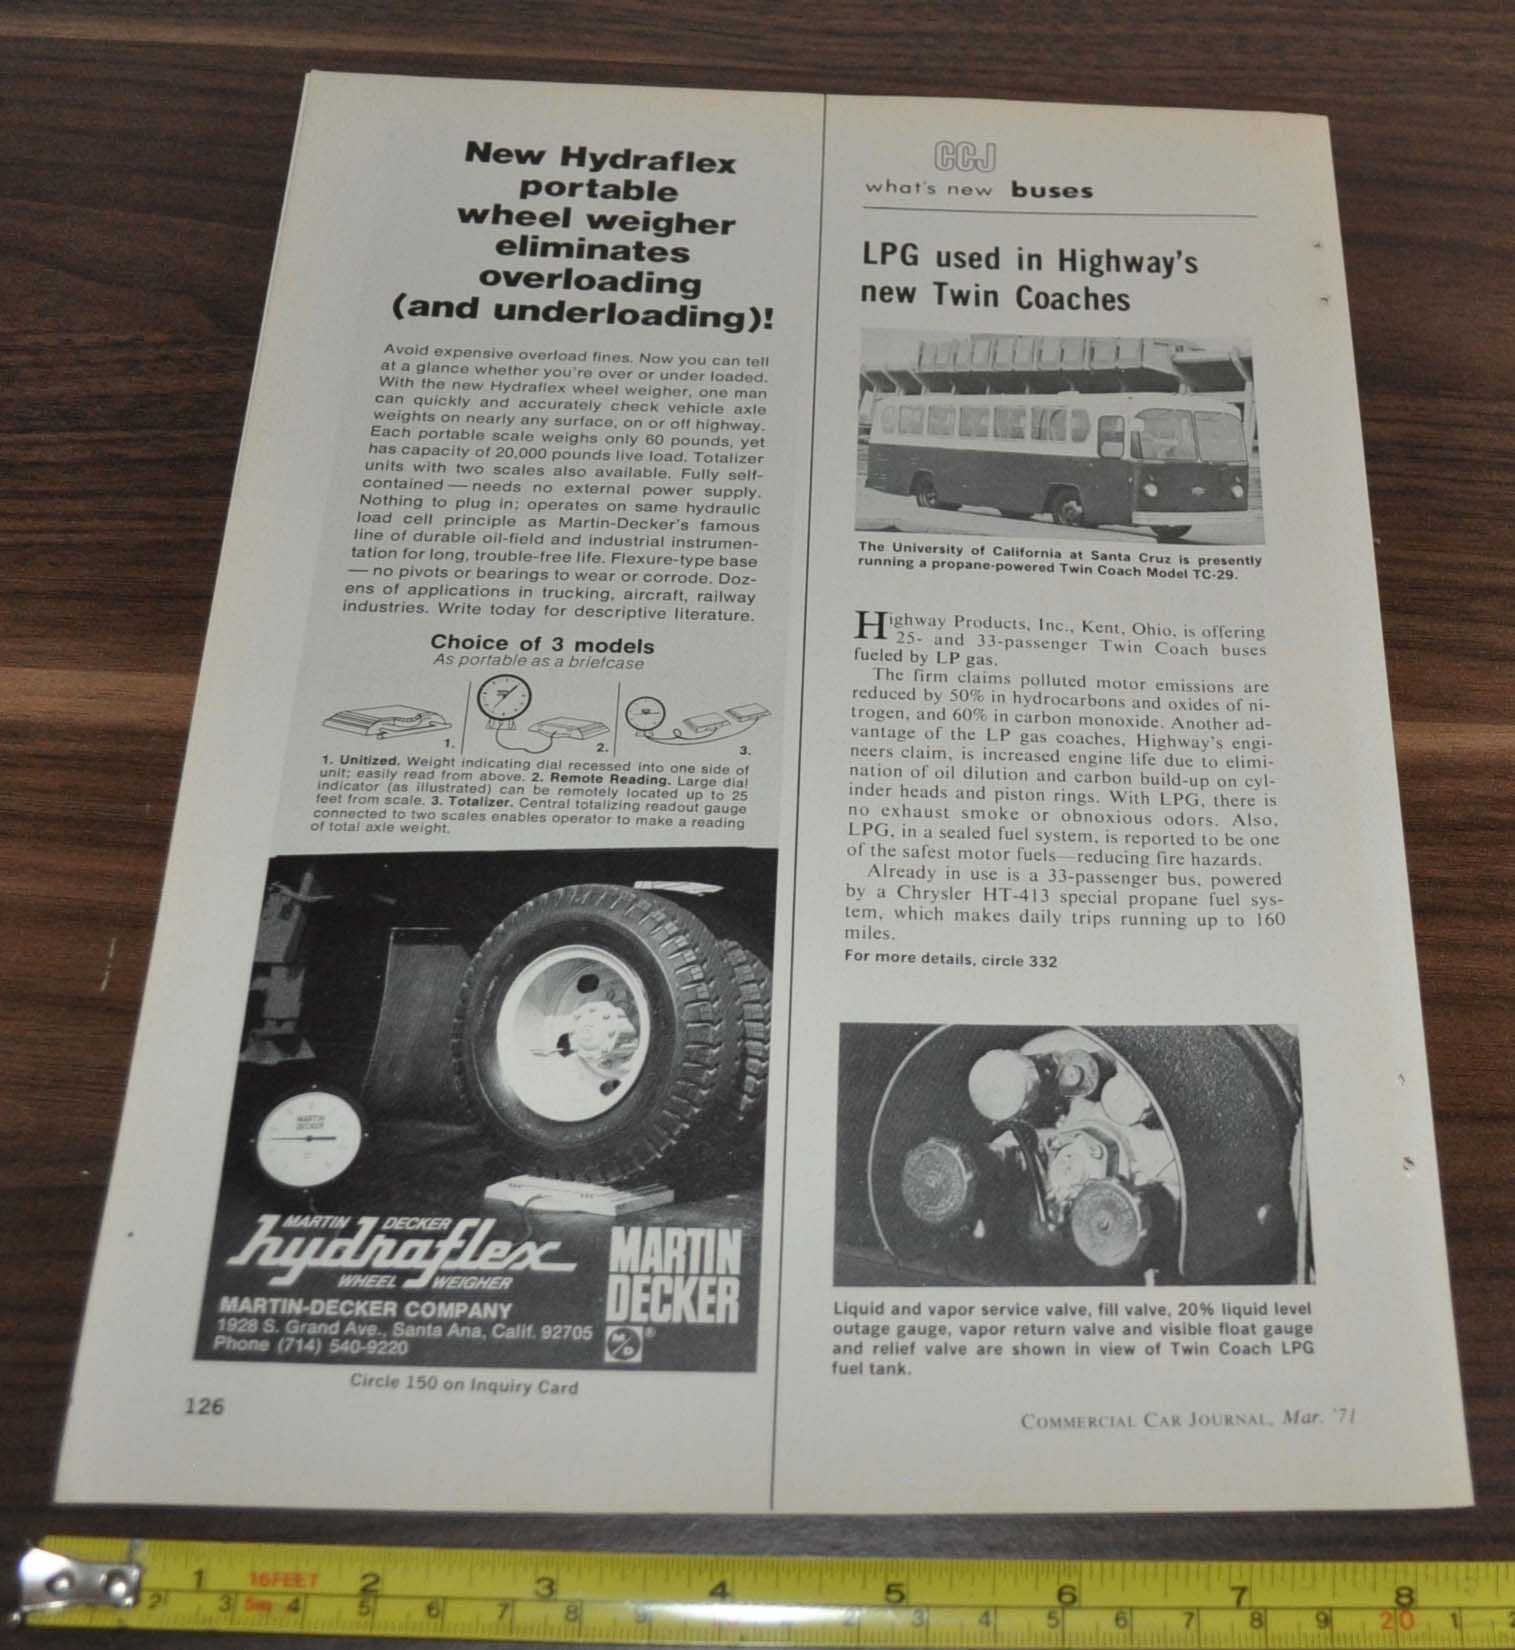 New Hydraflex
portable
wheel weigher
eliminates
overloading
(and underloading)!
Avoid expensive overload fines. Now you can tell
at a glance whether you're over or under loaded.
With the new Hydraflex wheel weigher, one man
can quickly and accurately check vehicle axle
weights on nearly any surface, on or off highway.
Each portable scale weighs only 60 pounds, yet
has capacity of 20,000 pounds live load. Totalizer
units with two scales also available. Fully self-
contained — needs no external power supply.
Nothing to plug in; operates on same hydraulic
load cell principle as Martin-Decker's famous
line of durable oil-field and industrial instrumen-
tation for long, trouble-free life. Flexure-type base
— no pivots or bearings to wear or corrode. Doz-
ens of applications in trucking, aircraft, railway
industries. Write today for descriptive literature.
Choice of 3 models
As portable as a briefcase
1. 2. 3.
1. Unitized. Weight indicating dial recessed into one side of
unit; easily read from above. 2. Remote Reading. Large dial
indicator (as illustrated) can be remotely located up to 25
feet from scale. 3. Totalizer. Central totalizing readout gauge
connected to two scales enables operator to make a reading
of total axle weight.
MARTIN
DECKER
MARTIN DECKER
hydraflex
WHEEL WEIGHER
MARTIN
DECKER
M/D ®
MARTIN-DECKER COMPANY
1928 S. Grand Ave., Santa Ana, Calif. 92705
Phone (714) 540-9220
Circle 150 on Inquiry Card
126
CCJ
what's new buses
LPG used in Highway's
new Twin Coaches
The University of California at Santa Cruz is presently
running a propane-powered Twin Coach Model TC-29.
Highway Products, Inc., Kent, Ohio, is offering
25- and 33-passenger Twin Coach buses
fueled by LP gas.
The firm claims polluted motor emissions are
reduced by 50% in hydrocarbons and oxides of ni-
trogen, and 60% in carbon monoxide. Another ad-
vantage of the LP gas coaches, Highway's engi-
neers claim, is increased engine life due to elimi-
nation of oil dilution and carbon build-up on cyl-
inder heads and piston rings. With LPG, there is
no exhaust smoke or obnoxious odors. Also,
LPG, in a sealed fuel system, is reported to be one
of the safest motor fuels—reducing fire hazards.
Already in use is a 33-passenger bus, powered
by a Chrysler HT-413 special propane fuel sys-
tem, which makes daily trips running up to 160
miles.
For more details, circle 332
Liquid and vapor service valve, fill valve, 20% liquid level
outage gauge, vapor return valve and visible float gauge
and relief valve are shown in view of Twin Coach LPG
fuel tank.
COMMERCIAL CAR JOURNAL, Mar. '71
1 16FEET 2 3 4 5 6 7 8
2 3 5m 4 5 6 7 8 9 2 3 4 5 6 7 8 9 20 1 2